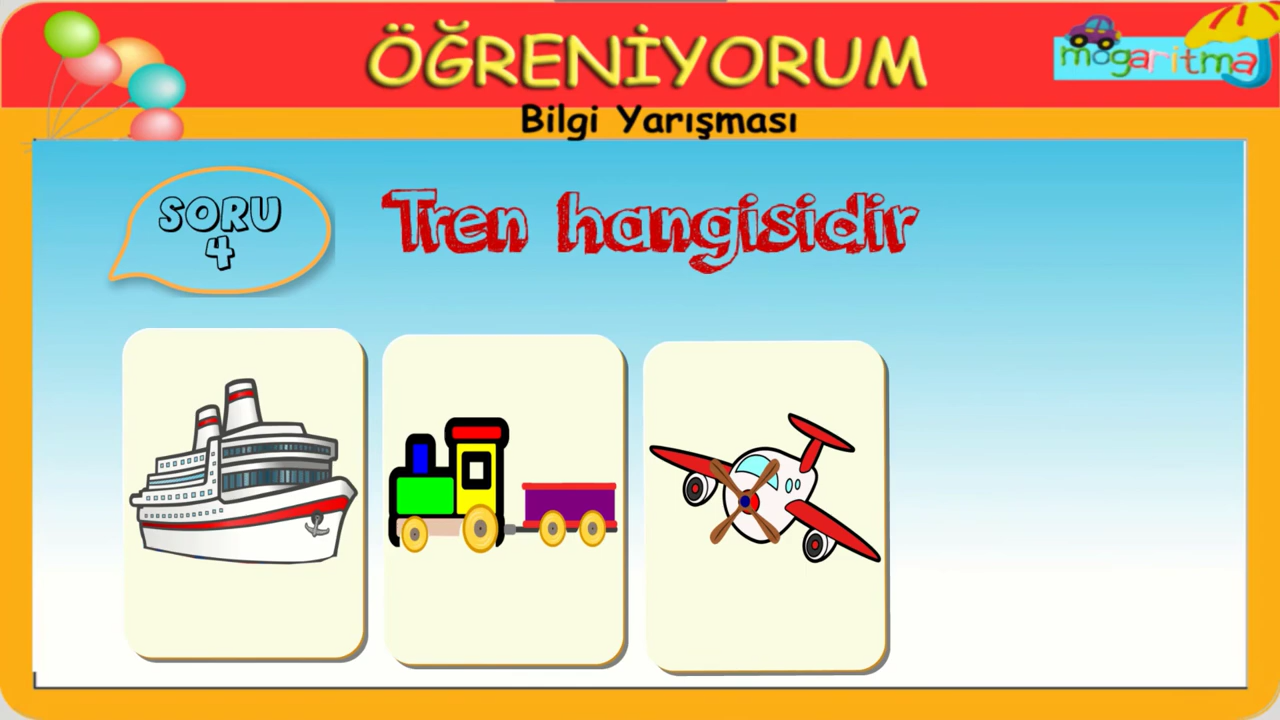 ÖĞRENİYORUM
mogaritma
Bilgi Yarışması
SORU
4
Tren hangisidir